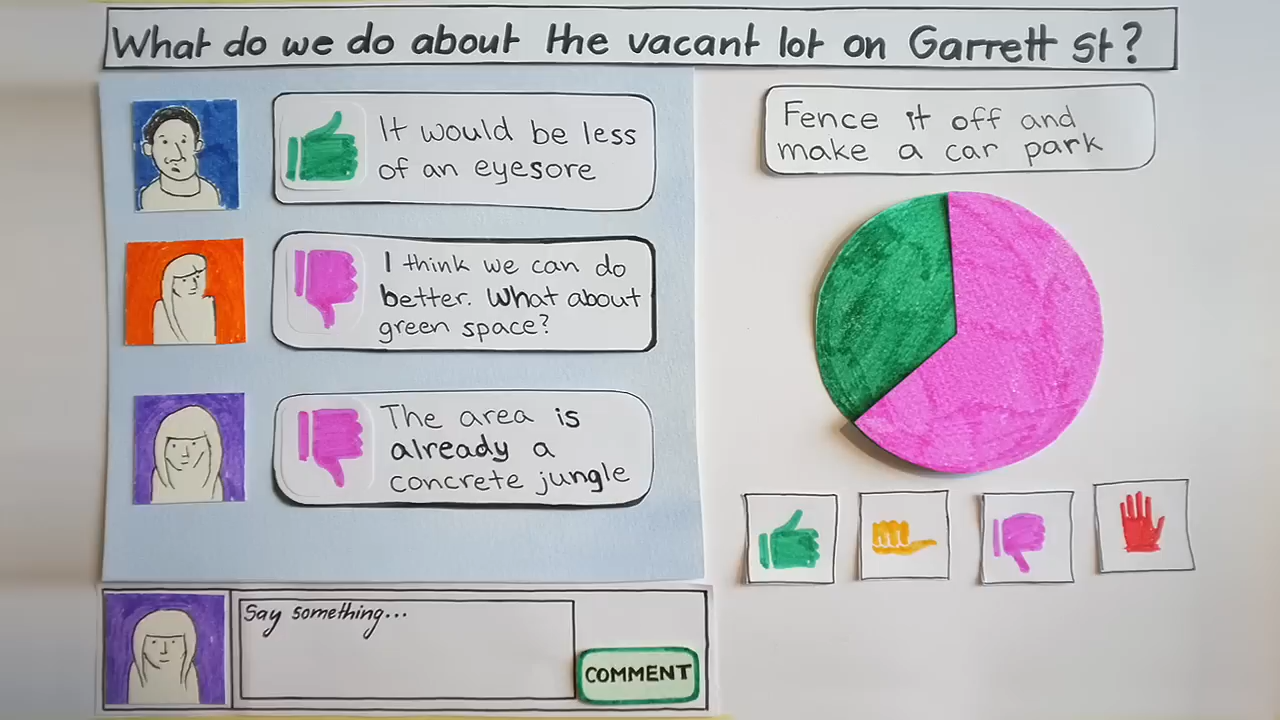 What do we do about the vacant lot on Garrett St?
It would be less
of an eyesore
I think we can do
better. What about
green space?
The area is
already a
concrete jungle
Say something...
COMMENT
Fence it off and
make a car park